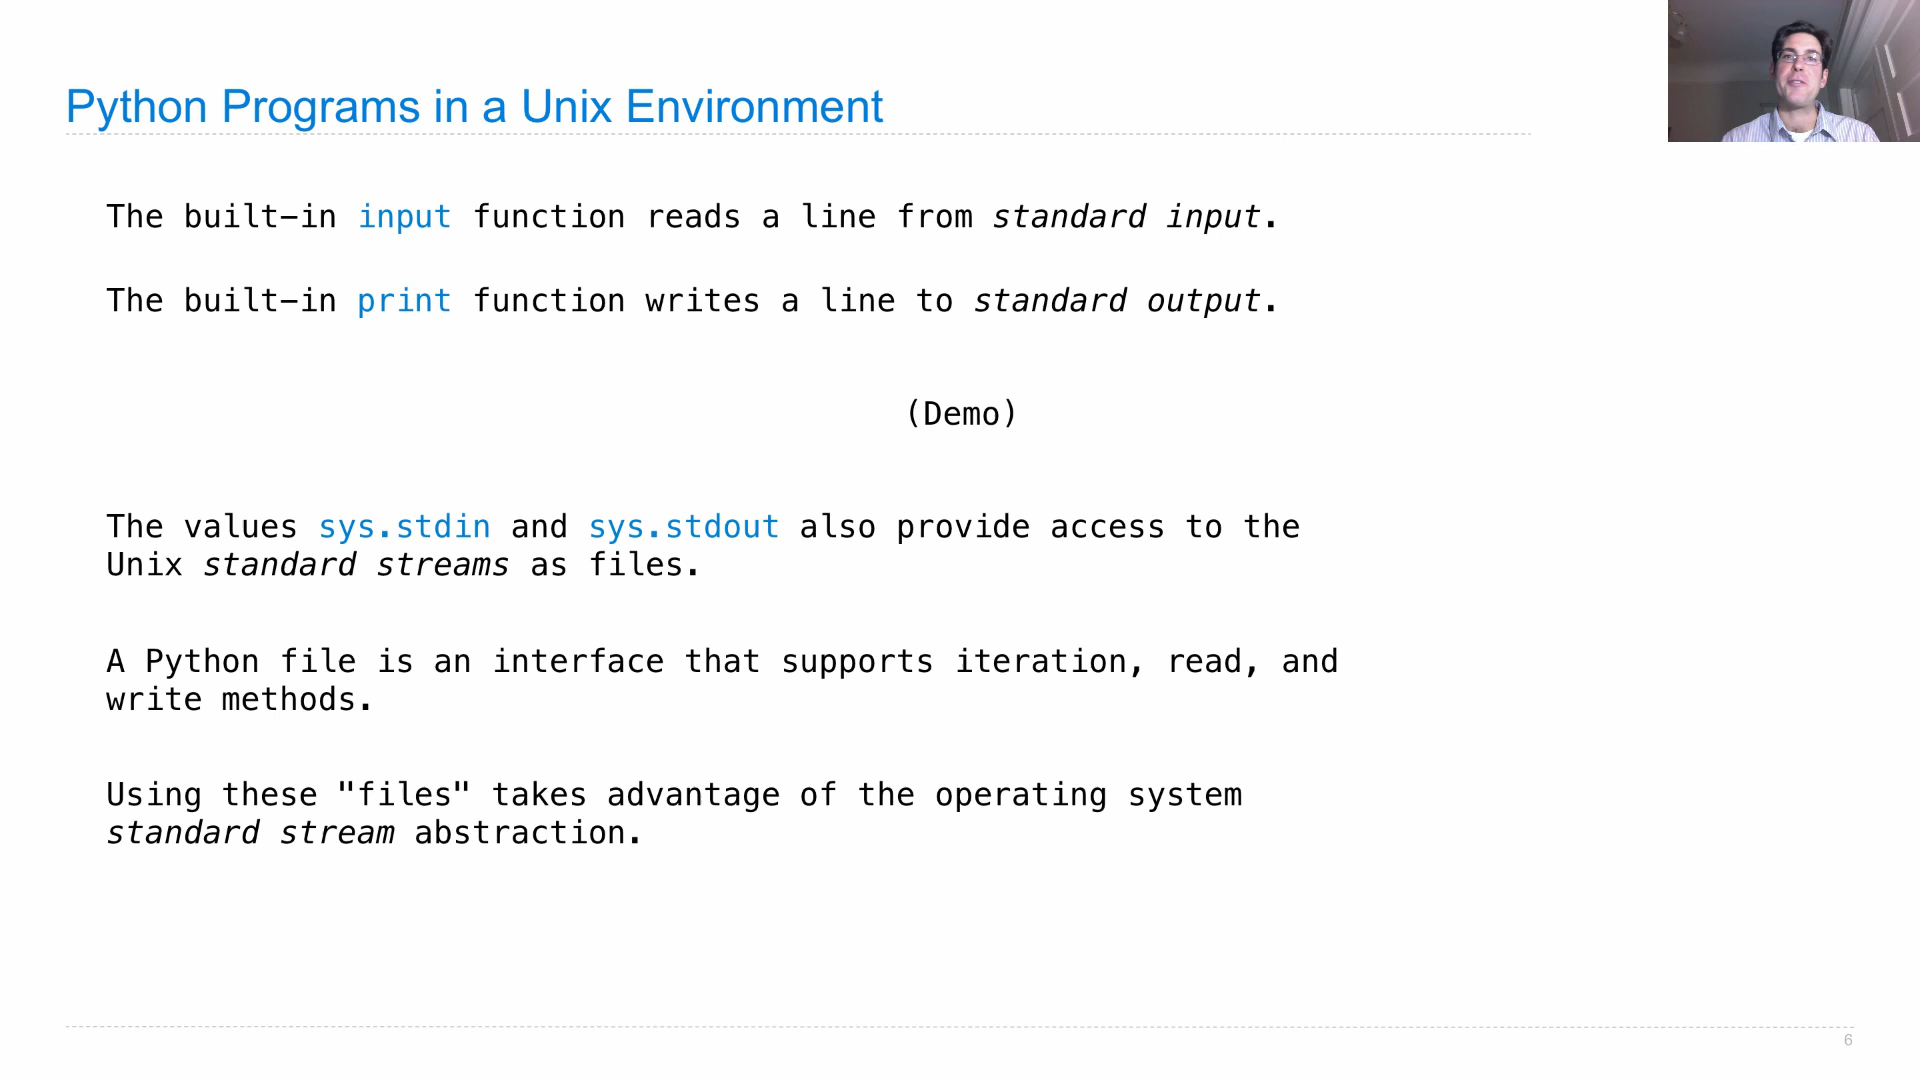 Python Programs in a Unix Environment
The built-in input function reads a line from standard input.
The built-in print function writes a line to standard output.
(Demo)
The values sys.stdin and sys.stdout also provide access to the
Unix standard streams as files.
A Python file is an interface that supports iteration, read, and
write methods.
Using these "files" takes advantage of the operating system
standard stream abstraction.
6